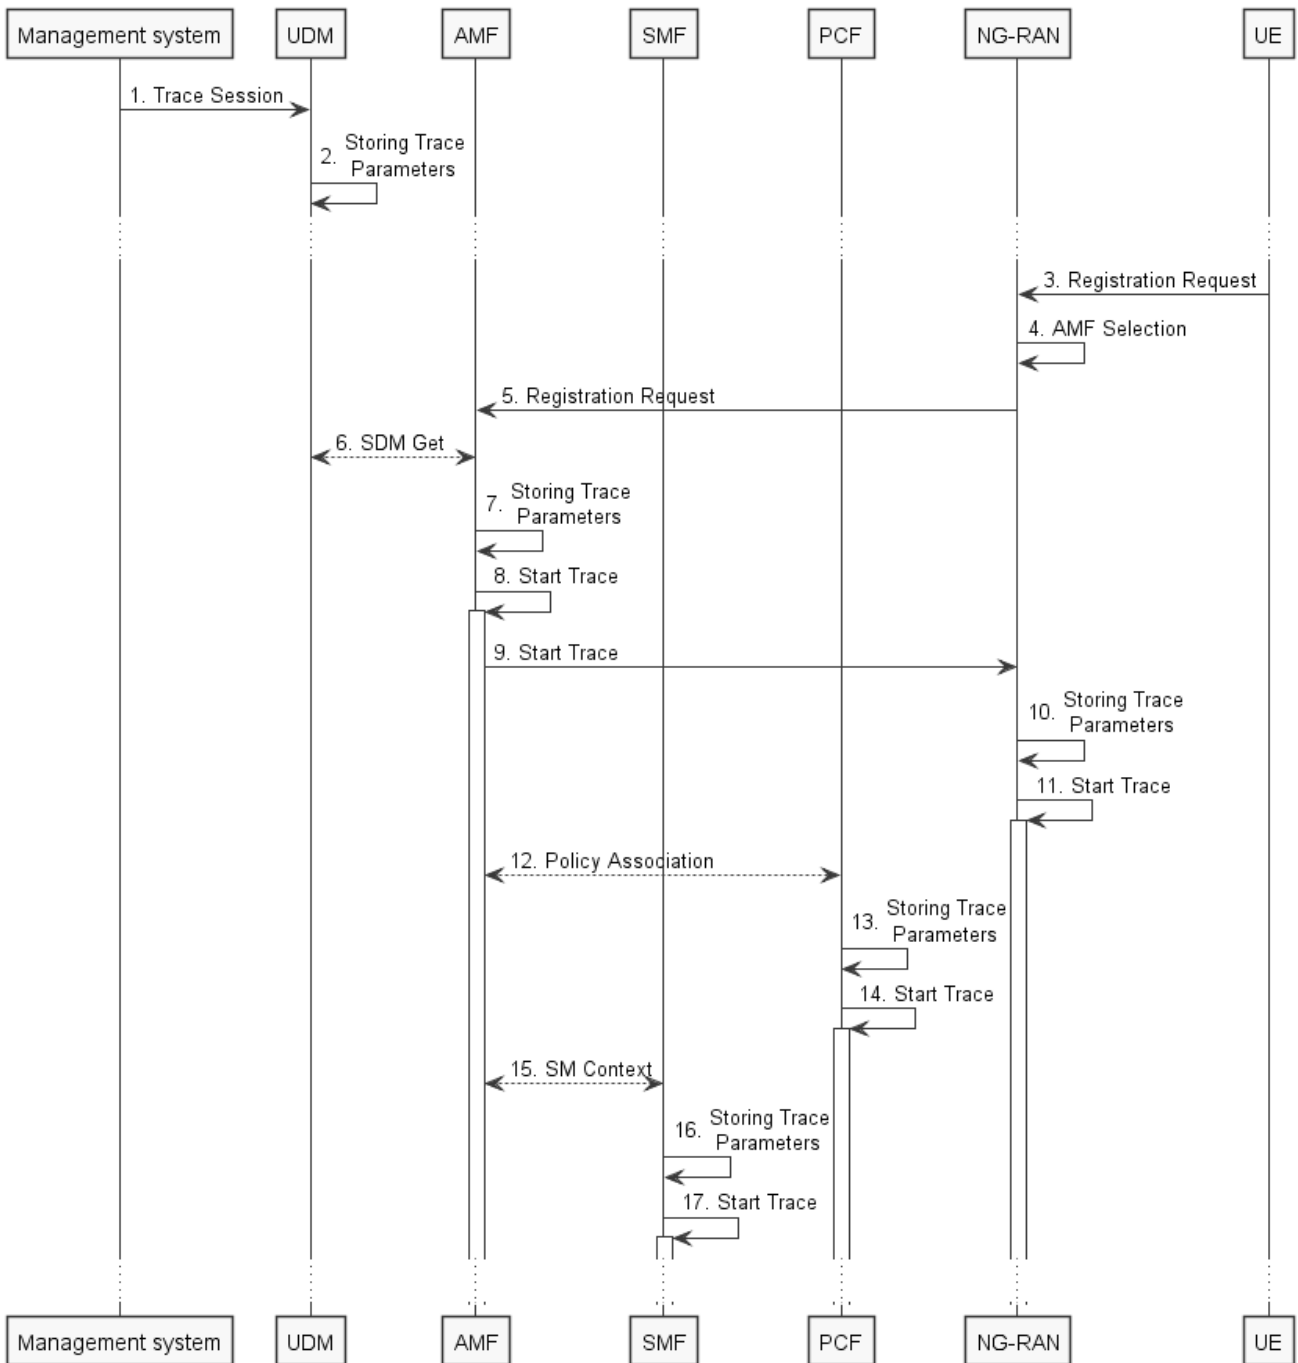 Management system UDM AMF SMF PCF NG-RAN UE
1. Trace Session
2. Storing Trace
Parameters
3. Registration Request
4. AMF Selection
5. Registration Request
6. SDM Get
7. Storing Trace
Parameters
8. Start Trace
9. Start Trace
10. Storing Trace
Parameters
11. Start Trace
12. Policy Association
13. Storing Trace
Parameters
14. Start Trace
15. SM Context
16. Storing Trace
Parameters
17. Start Trace
Management system UDM AMF SMF PCF NG-RAN UE